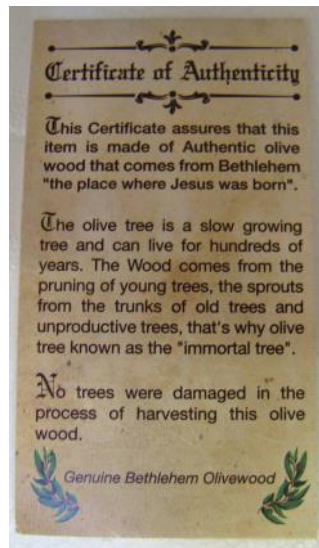 Certificate of Authenticity
This Certificate assures that this
item is made of Authentic olive
wood that comes from Bethlehem
"the place where Jesus was born".
The olive tree is a slow growing
tree and can live for hundreds of
years. The Wood comes from the
pruning of young trees, the sprouts
from the trunks of old trees and
unproductive trees, that's why olive
tree known as the "immortal tree".
No trees were damaged in the
process of harvesting this olive
wood.
Genuine Bethlehem Olivewood